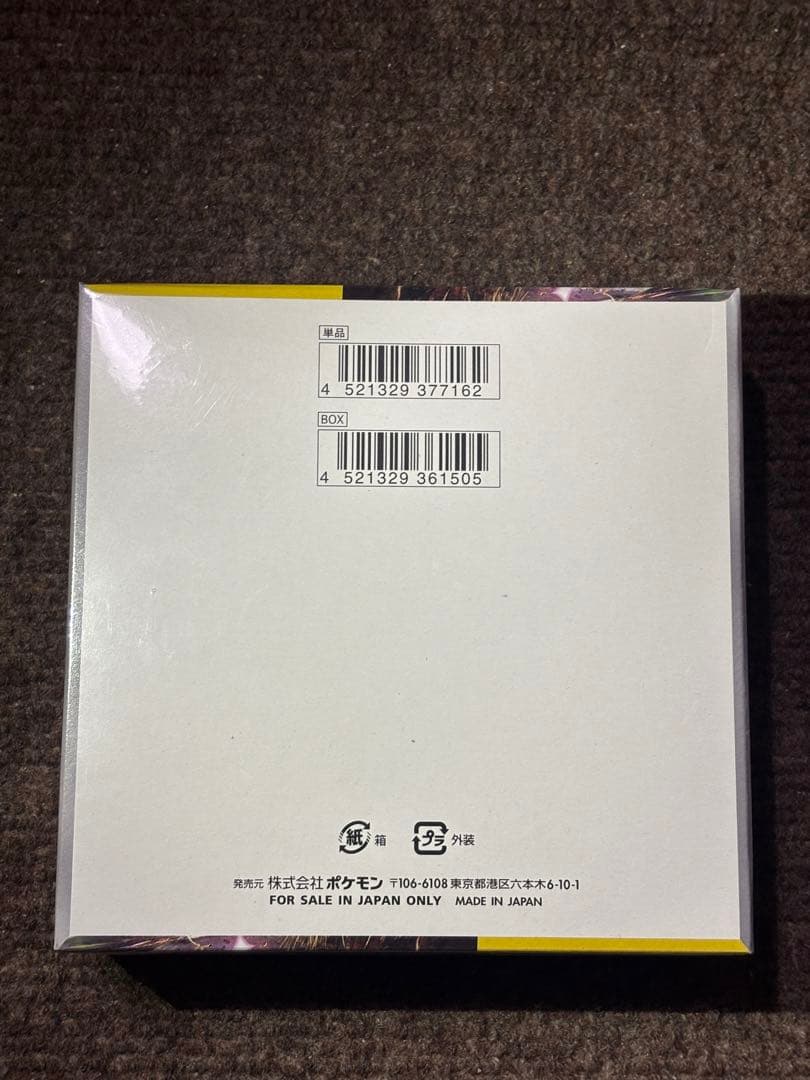 単品
4 521329 377162
BOX
4 521329 361505
紙 箱 プラ 外装
発売元 株式会社 ポケモン 〒106-6108 東京都港区六本木6-10-1
FOR SALE IN JAPAN ONLY MADE IN JAPAN